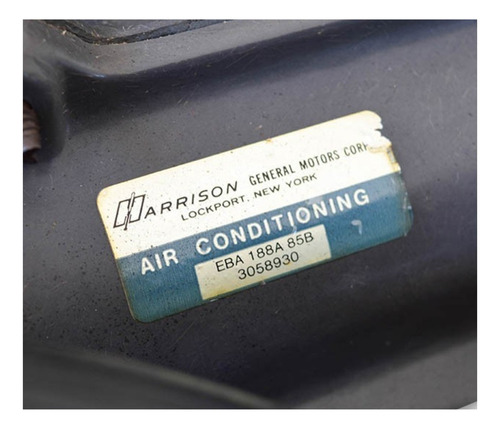 HARRISON GENERAL MOTORS CORP
LOCKPORT, NEW YORK
AIR CONDITIONING
EBA 188A 85B
3058930